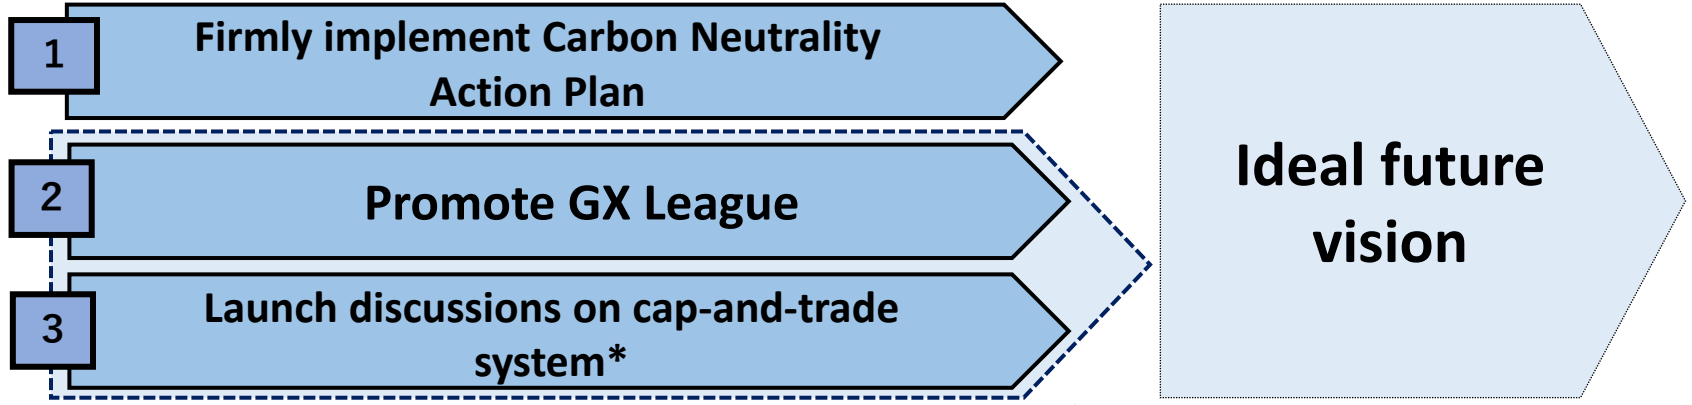 1
Firmly implement Carbon Neutrality
Action Plan
2
Promote GX League
3
Launch discussions on cap-and-trade
system*
Ideal future
vision